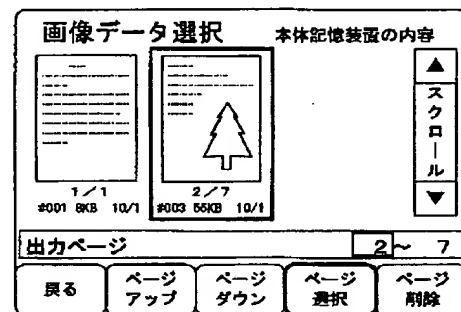 画像データ選択 本体記憶装置の内容
1/1
#001 8KB 10/1
2/7
#003 55KB 10/1
▲
スクロール
▼
出力ページ 2～ 7
戻る
ページアップ
ページダウン
ページ選択
ページ削除